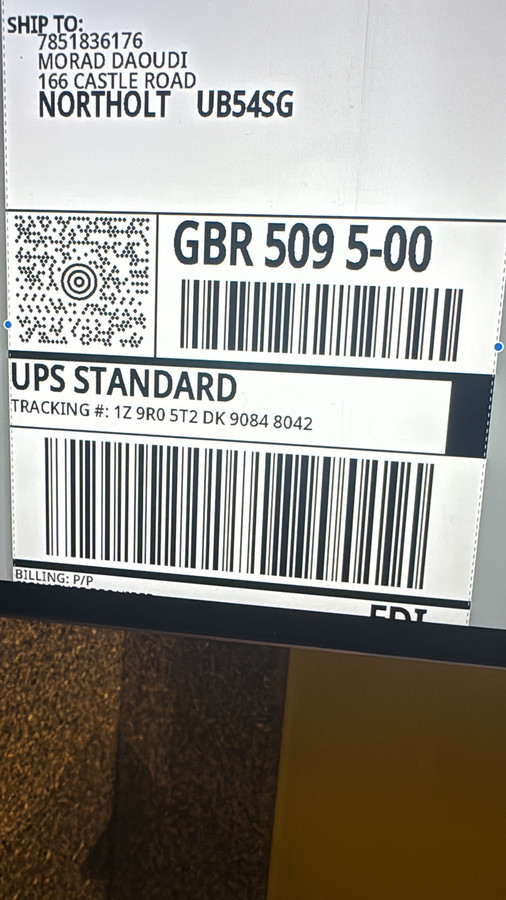 SHIP TO:
7851836176
MORAD DAOUDI
166 CASTLE ROAD
NORTHOLT UB54SG
GBR 509 5-00
UPS STANDARD
TRACKING #: 1Z 9R0 5T2 DK 9084 8042
BILLING: P/P
EDI